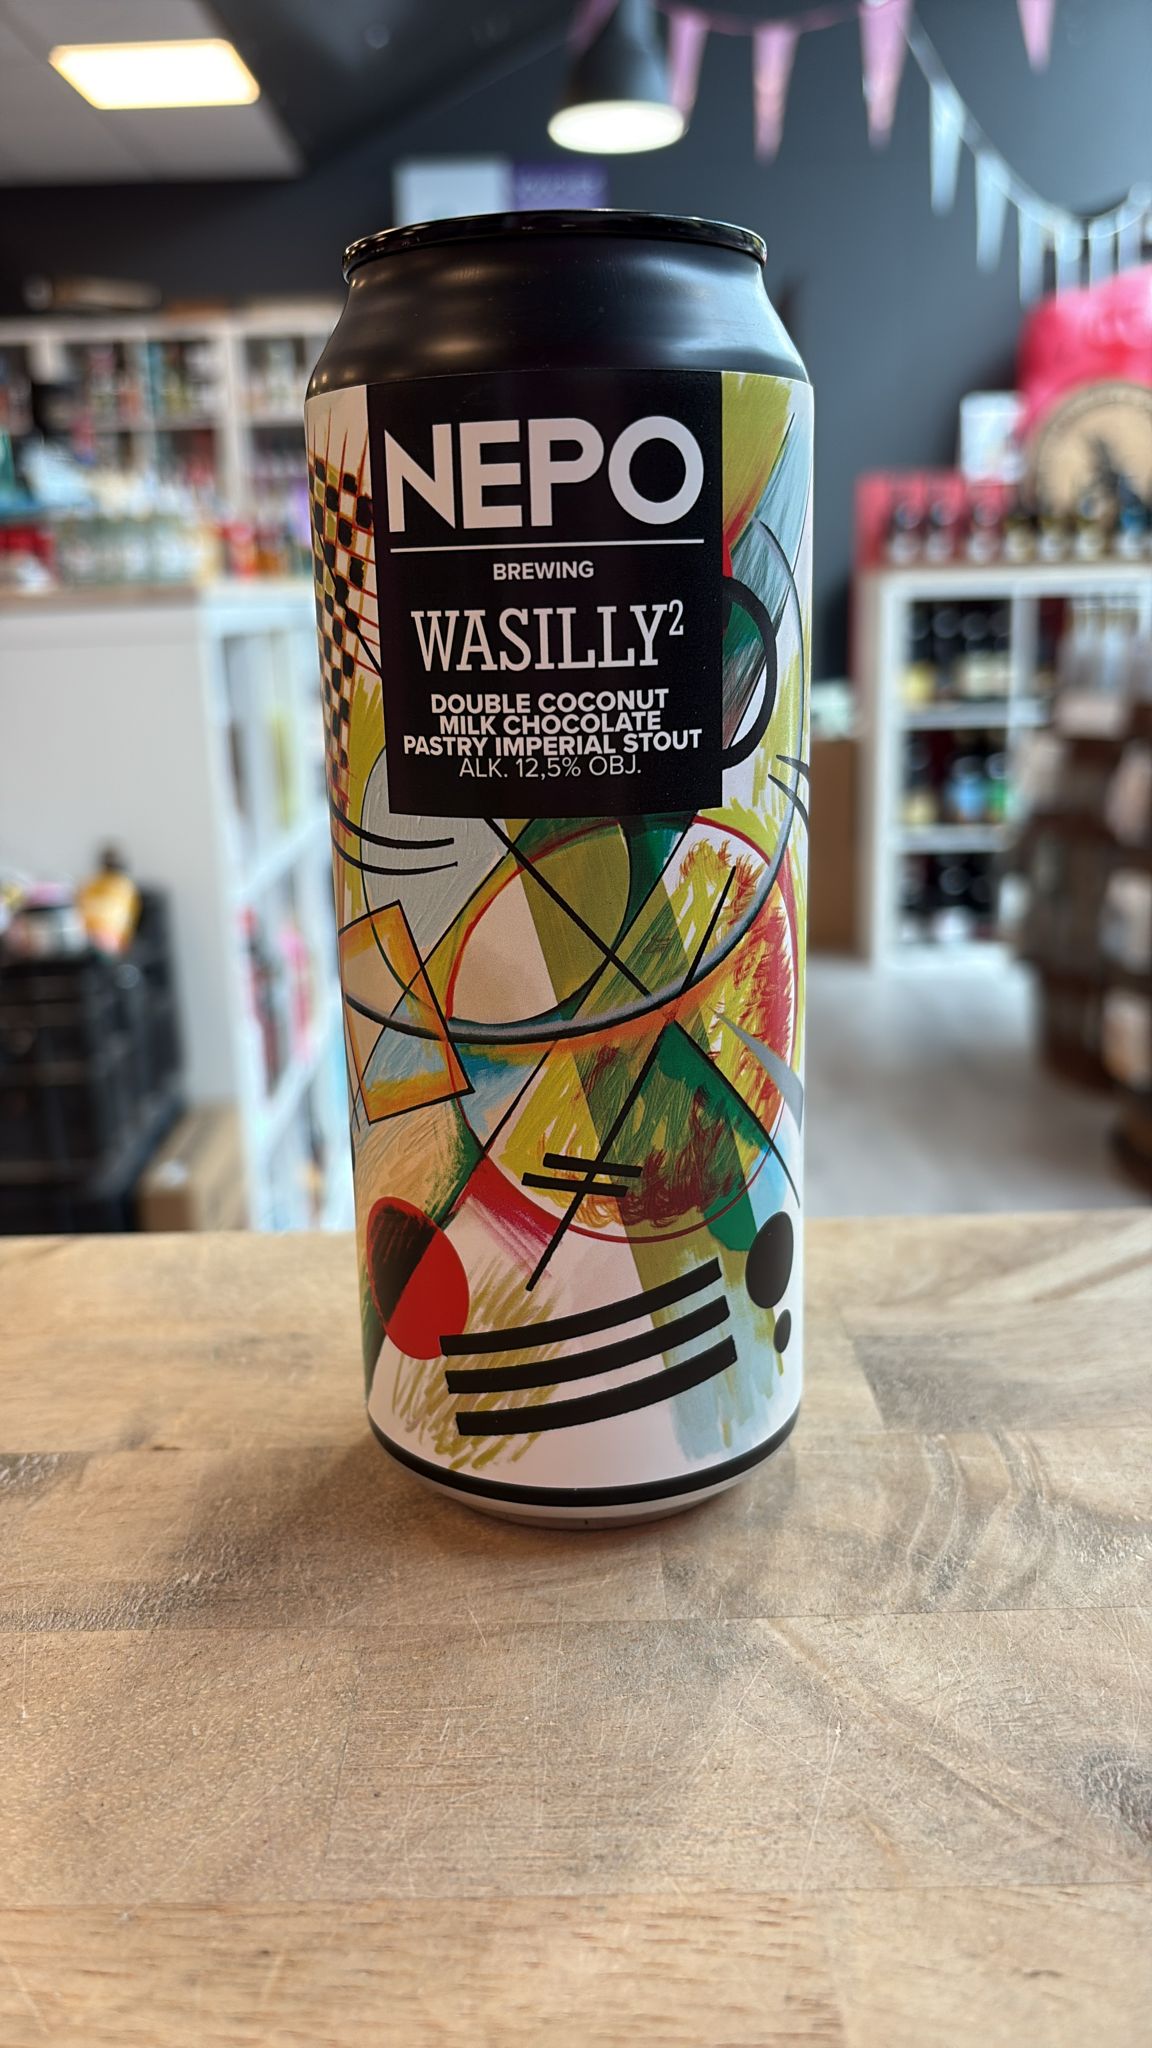 NEPO
BREWING
WASILLY²
DOUBLE COCONUT
MILK CHOCOLATE
PASTRY IMPERIAL STOUT
ALK. 12,5% OBJ.